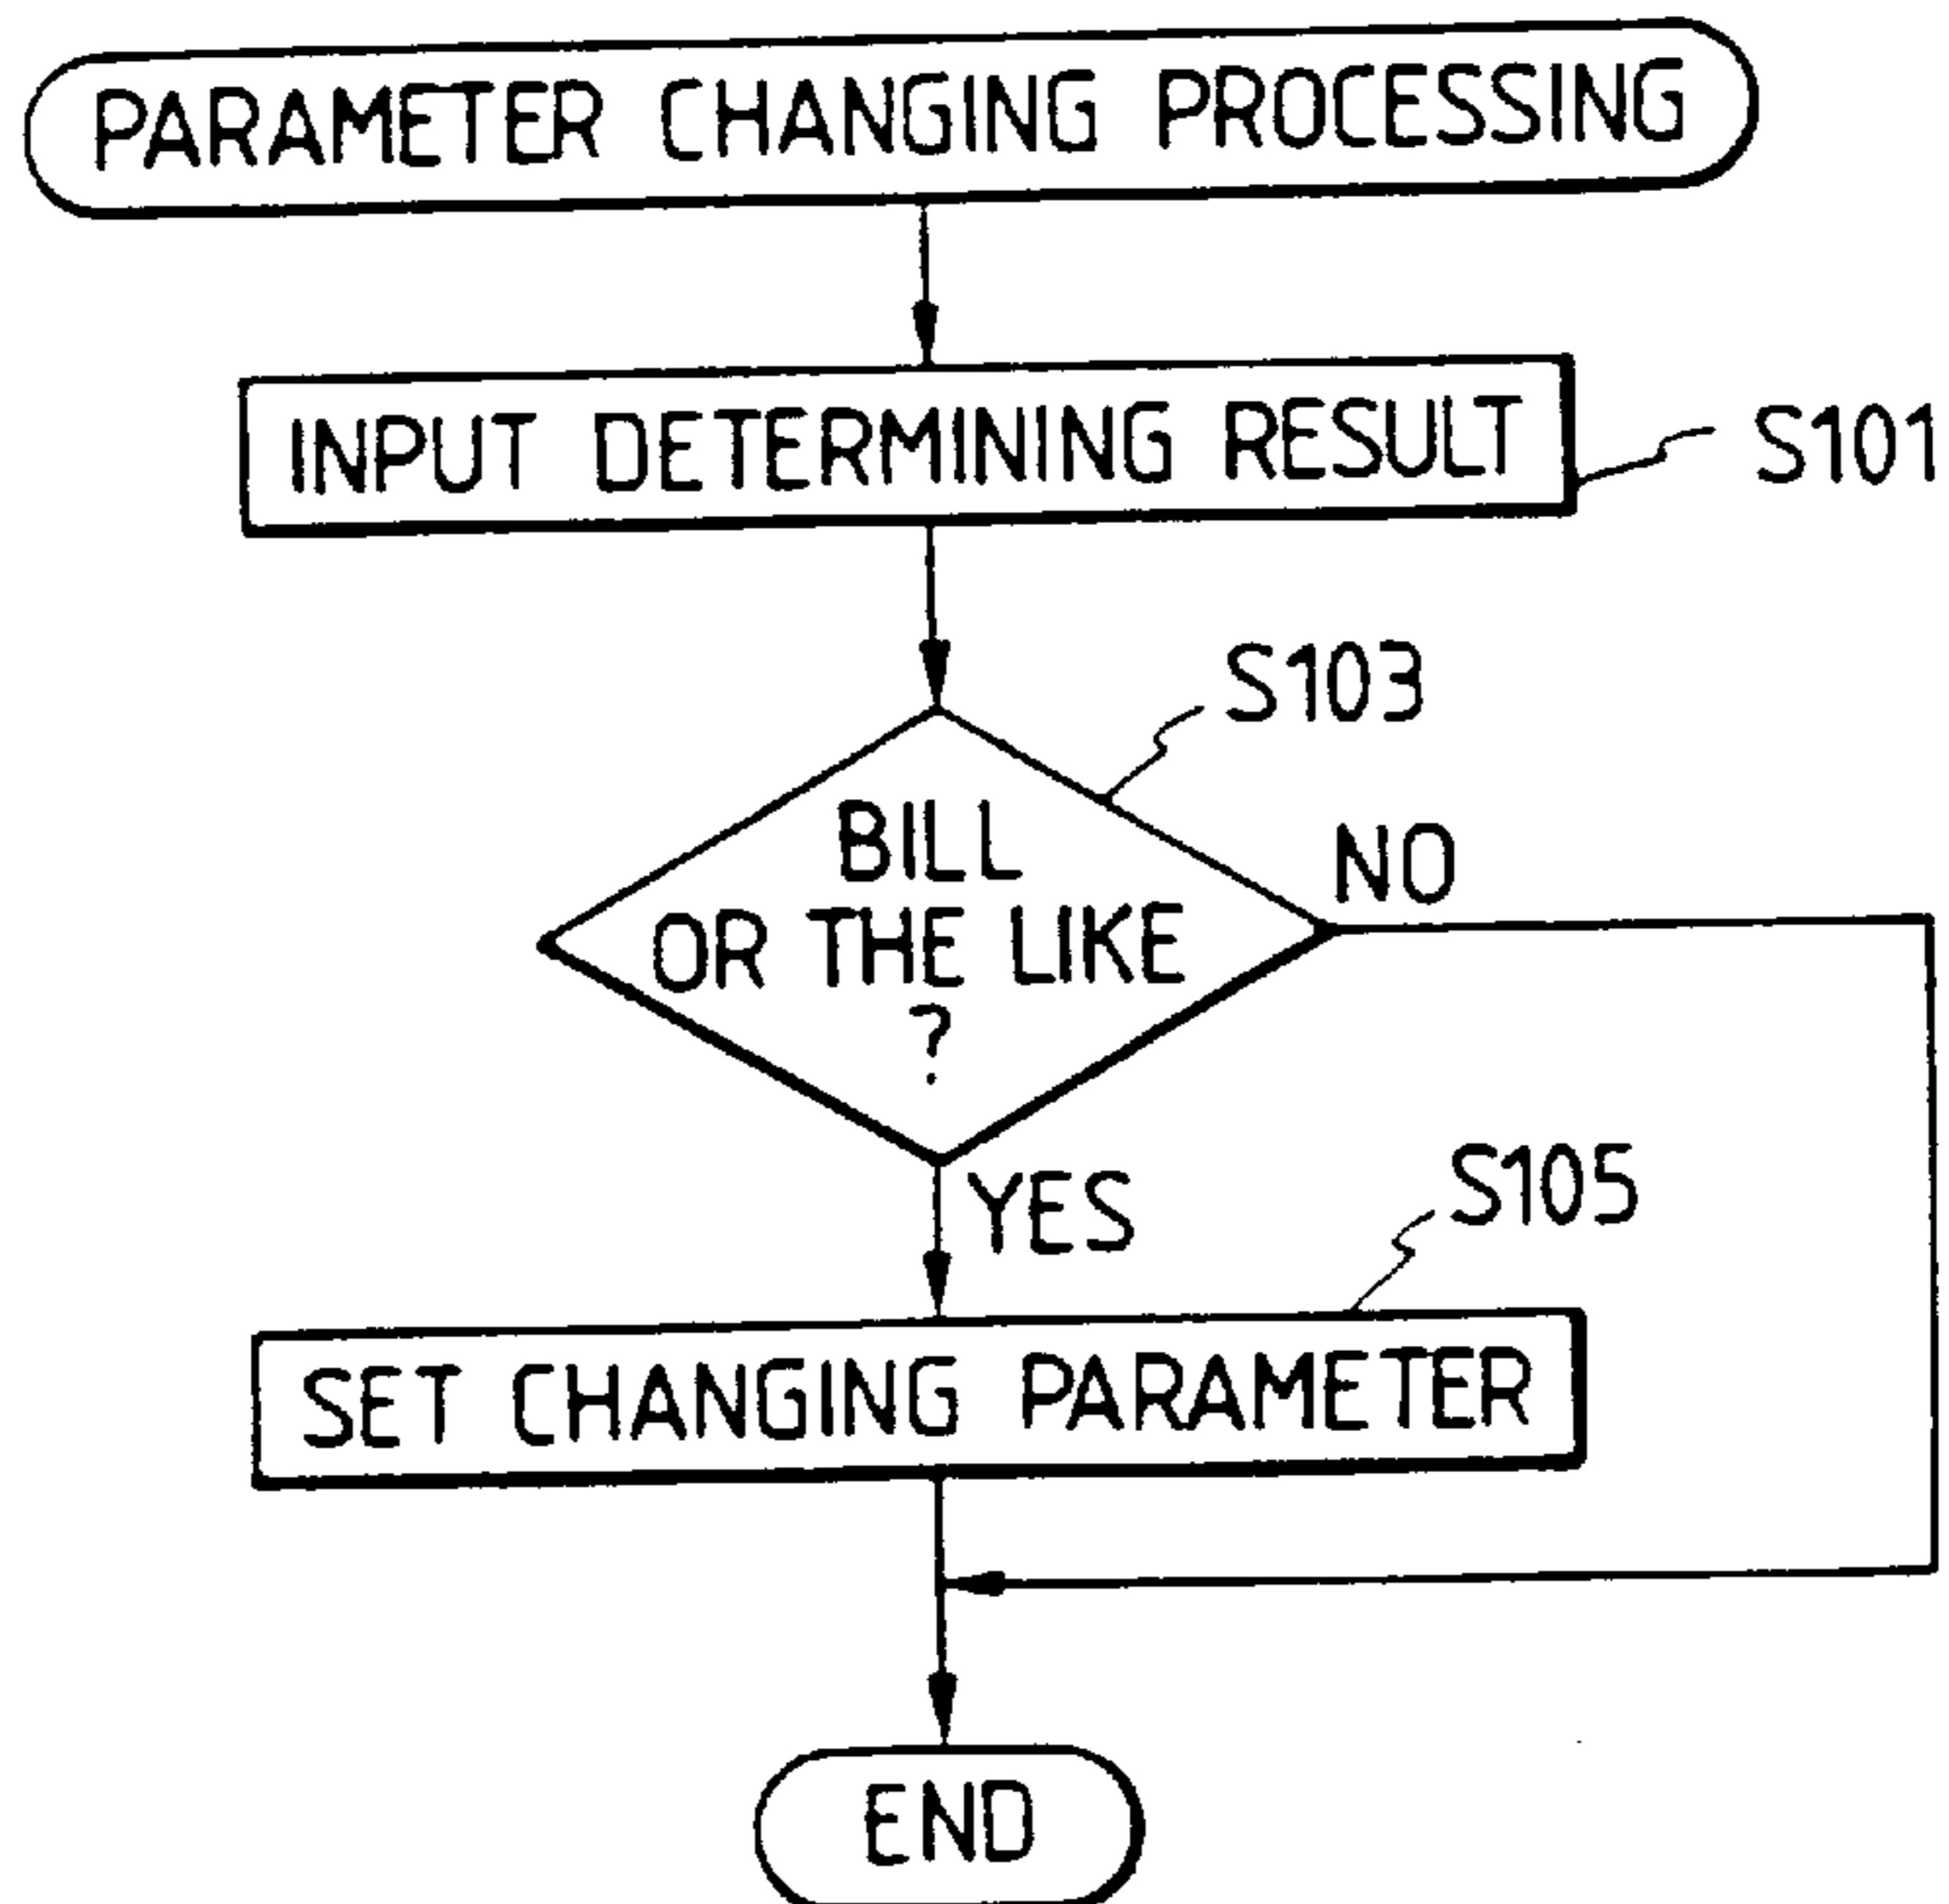 PARAMETER CHANGING PROCESSING
INPUT DETERMINING RESULT
S101
S103
BILL
OR THE LIKE
?
NO
YES
S105
SET CHANGING PARAMETER
END